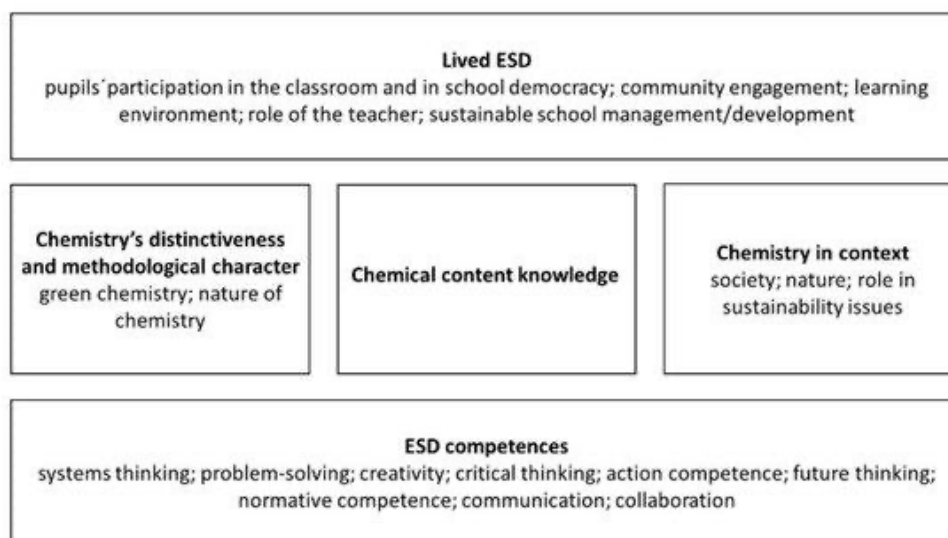 Lived ESD
pupils´participation in the classroom and in school democracy; community engagement; learning
environment; role of the teacher; sustainable school management/development
Chemistry’s distinctiveness
and methodological character
green chemistry; nature of
chemistry
Chemical content knowledge
Chemistry in context
society; nature; role in
sustainability issues
ESD competences
systems thinking; problem-solving; creativity; critical thinking; action competence; future thinking;
normative competence; communication; collaboration